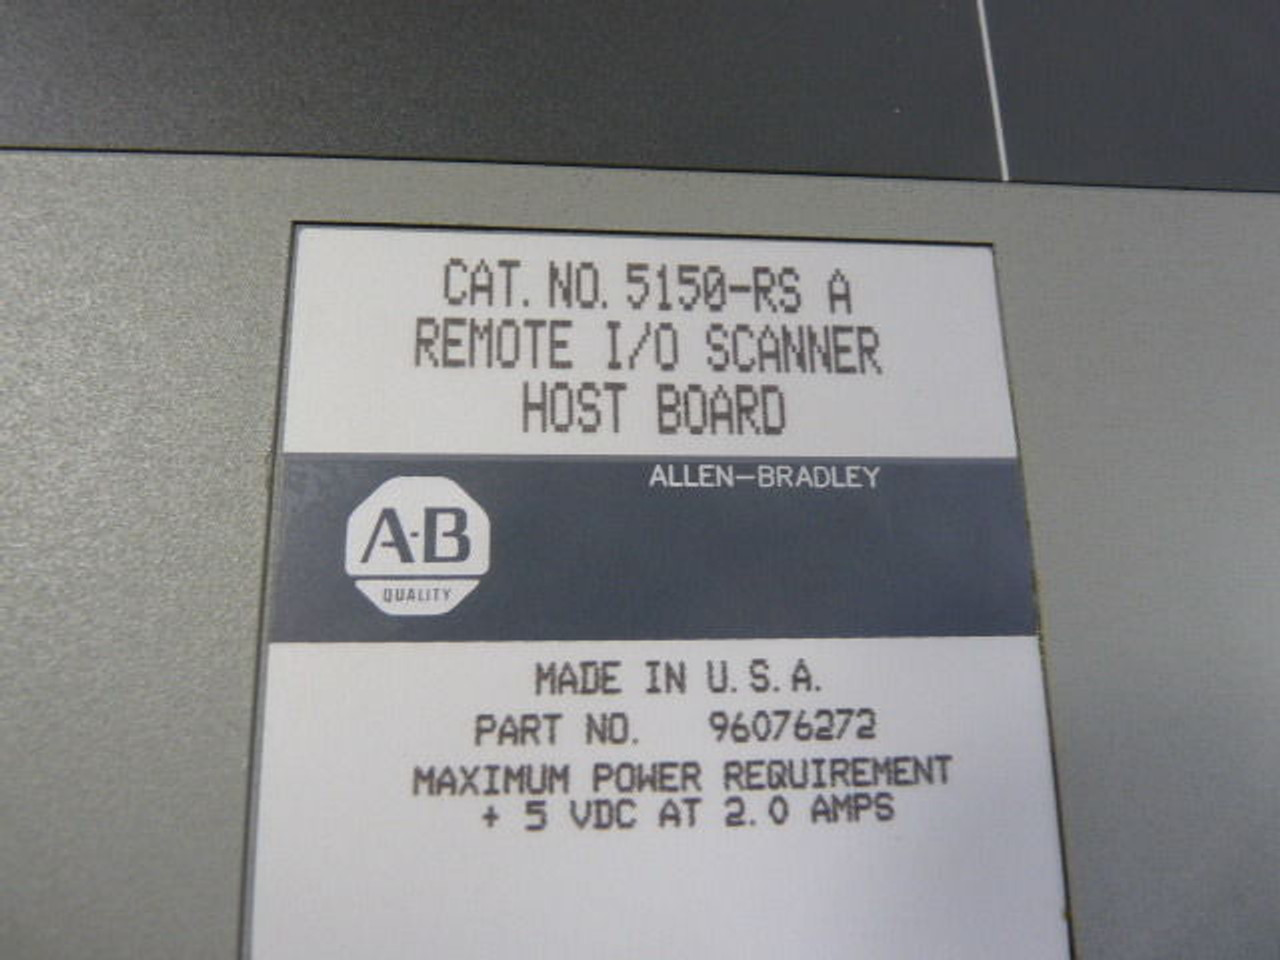 CAT. NO. 5150-RS A
REMOTE I/O SCANNER
HOST BOARD
ALLEN-BRADLEY
A-B
QUALITY
MADE IN U.S.A.
PART NO. 96076272
MAXIMUM POWER REQUIREMENT
+ 5 VDC AT 2.0 AMPS